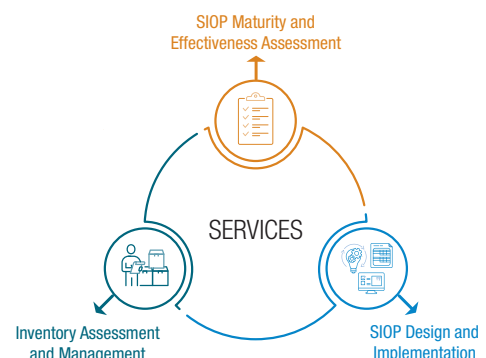 SIOP Maturity and
Effectiveness Assessment
SERVICES
Inventory Assessment
and Management
SIOP Design and
Implementation